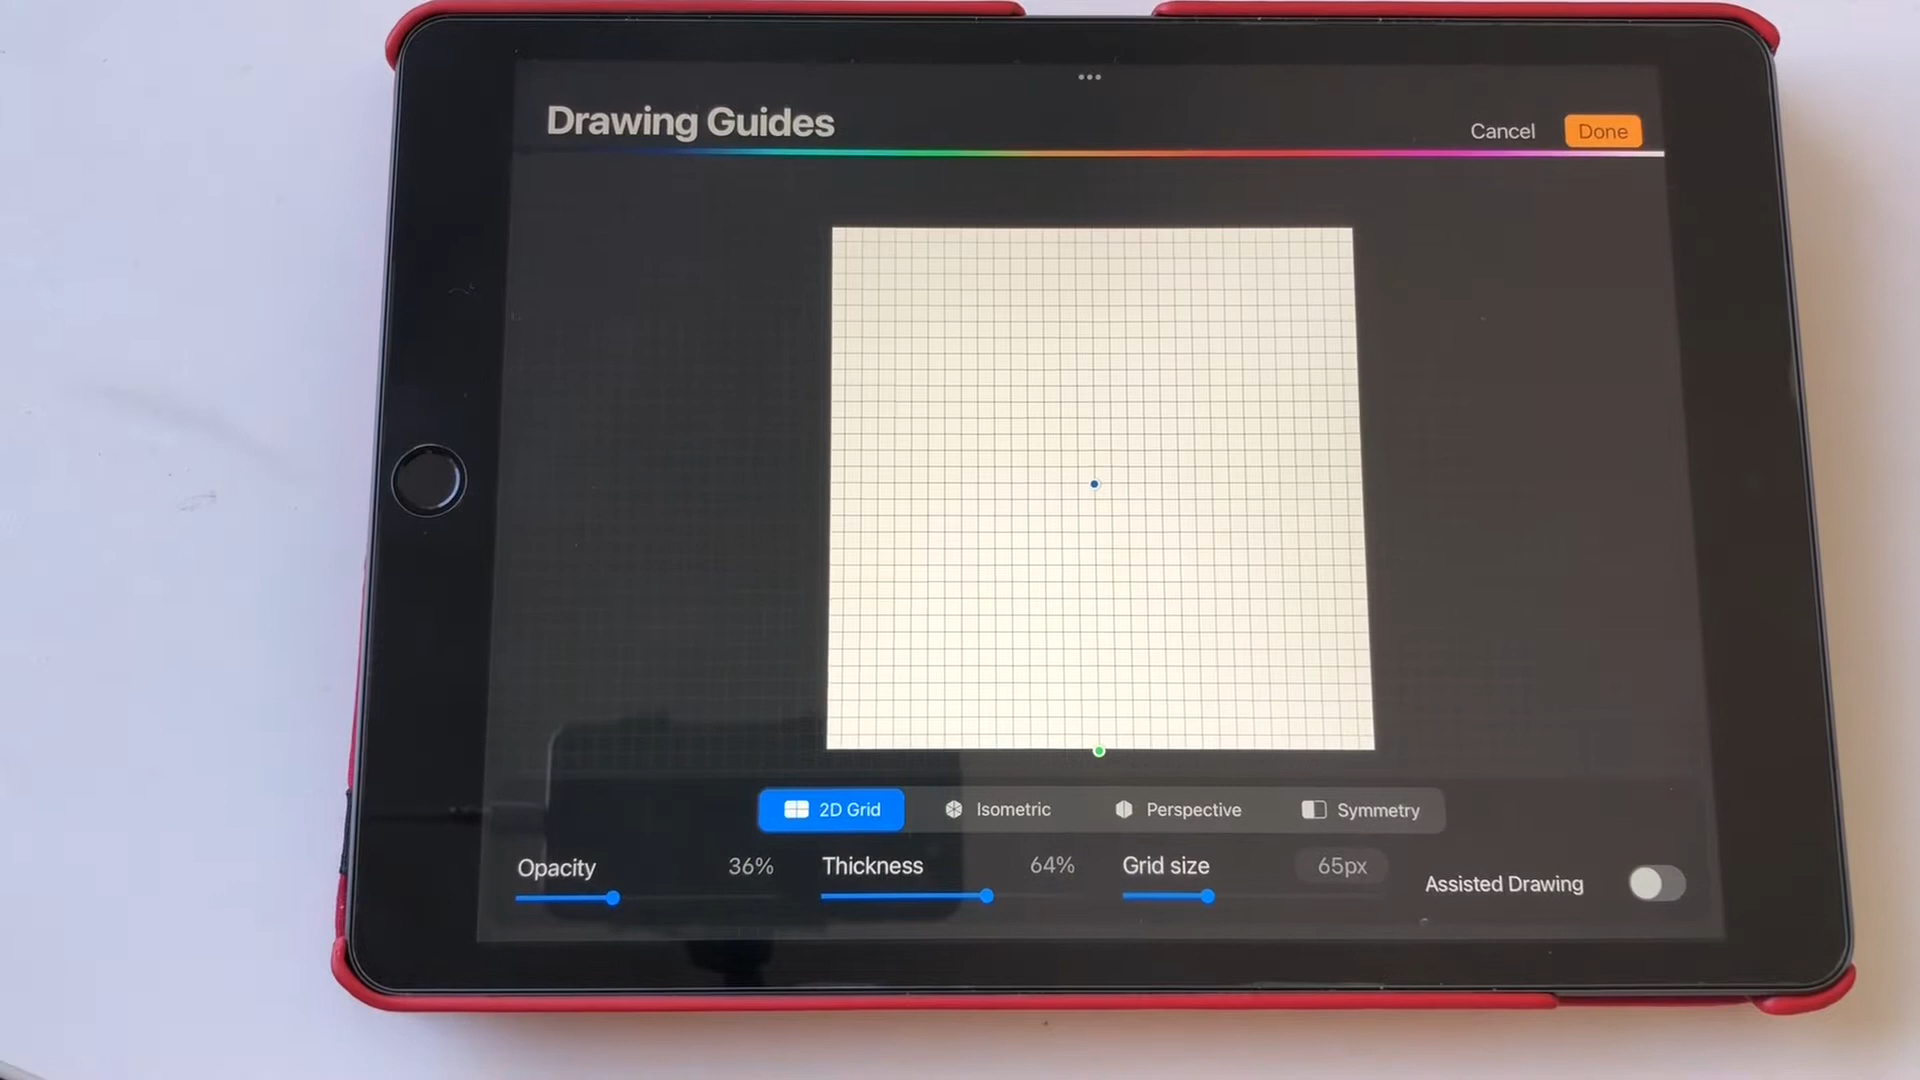 Drawing Guides
Cancel
Done
2D Grid
Isometric
Perspective
Symmetry
Opacity
36%
Thickness
64%
Grid size
65px
Assisted Drawing